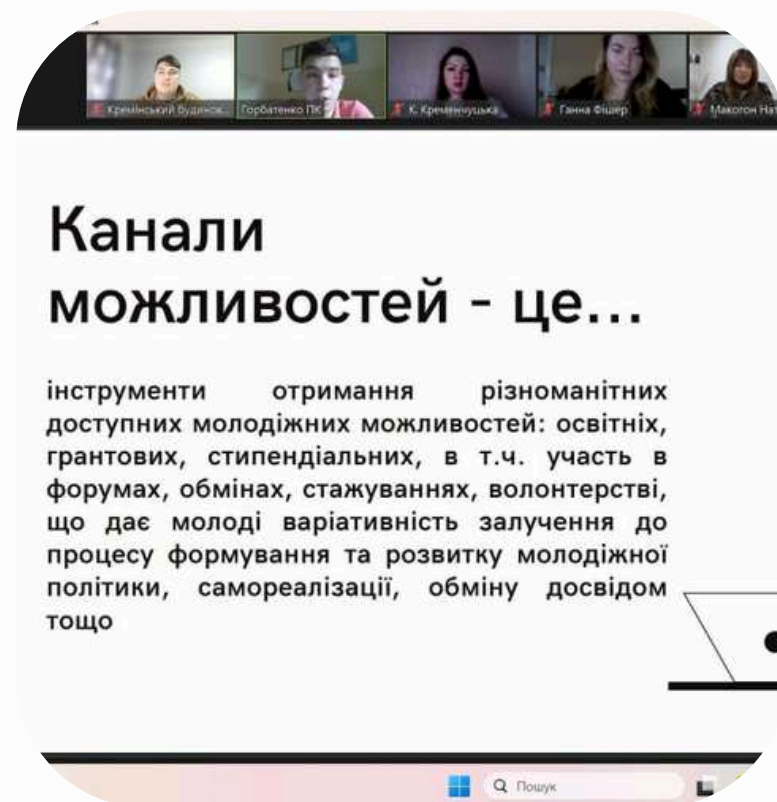 Кремінський будинок...
Горбатенко ПК
К. Кременчуцька
Ганна Фішер
Макогон Нат
Канали
можливостей - це...
інструменти отримання різноманітних
доступних молодіжних можливостей: освітніх,
грантових, стипендіальних, в т.ч. участь в
форумах, обмінах, стажуваннях, волонтерстві,
що дає молоді варіативність залучення до
процесу формування та розвитку молодіжної
політики, самореалізації, обміну досвідом
тощо
Пошук